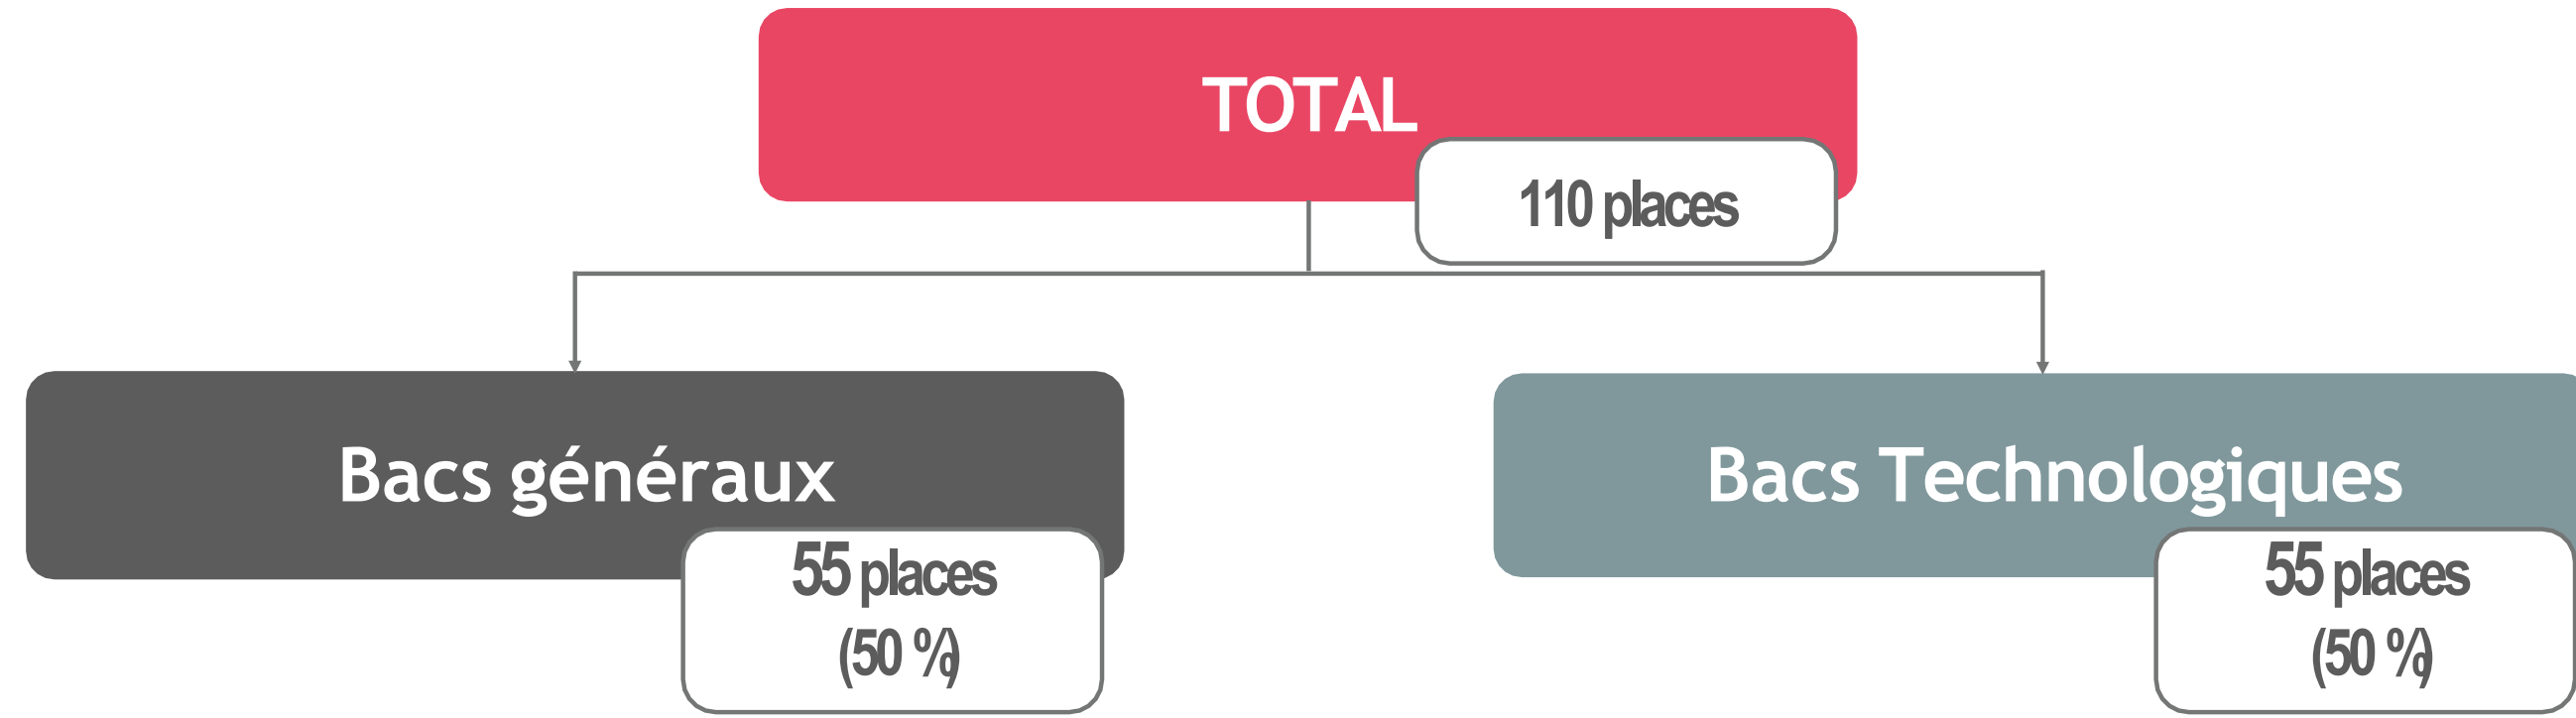 TOTAL
110 places
Bacs généraux
Bacs Technologiques
55 places
(50 %)
55 places
(50 %)